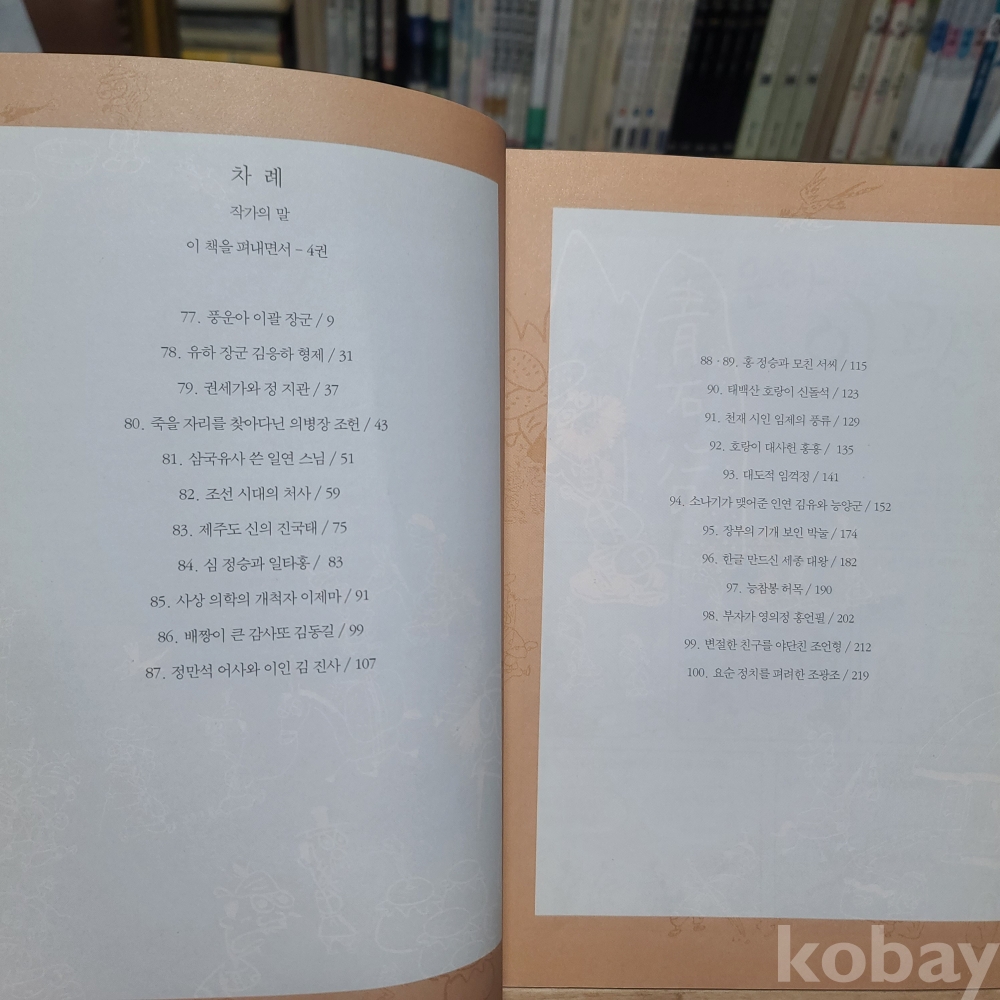 차 례
작가의 말
이 책을 펴내면서 – 4권
77. 풍운아 이괄 장군 / 9
78. 유하 장군 김응하 형제 / 31
79. 권세가와 정 지관 / 37
80. 죽을 자리를 찾아다닌 의병장 조헌 / 43
81. 삼국유사 쓴 일연 스님 / 51
82. 조선 시대의 처사 / 59
83. 제주도 신의 진국태 / 75
84. 심 정승과 일타홍 / 83
85. 사상 의학의 개척자 이제마 / 91
86. 배짱이 큰 감사또 김동길 / 99
87. 정만석 어사와 이인 김 진사 / 107
88 · 89. 홍 정승과 모친 서씨 / 115
90. 태백산 호랑이 신돌석 / 123
91. 천재 시인 임제의 풍류 / 129
92. 호랑이 대사헌 홍흥 / 135
93. 대도적 임꺽정 / 141
94. 소나기가 맺어준 인연 김유와 능양군 / 152
95. 장부의 기개 보인 박눌 / 174
96. 한글 만드신 세종 대왕 / 182
97. 능참봉 허목 / 190
98. 부자가 영의정 홍언필 / 202
99. 변절한 친구를 야단친 조언형 / 212
100. 요순 정치를 펴려한 조광조 / 219
kobay